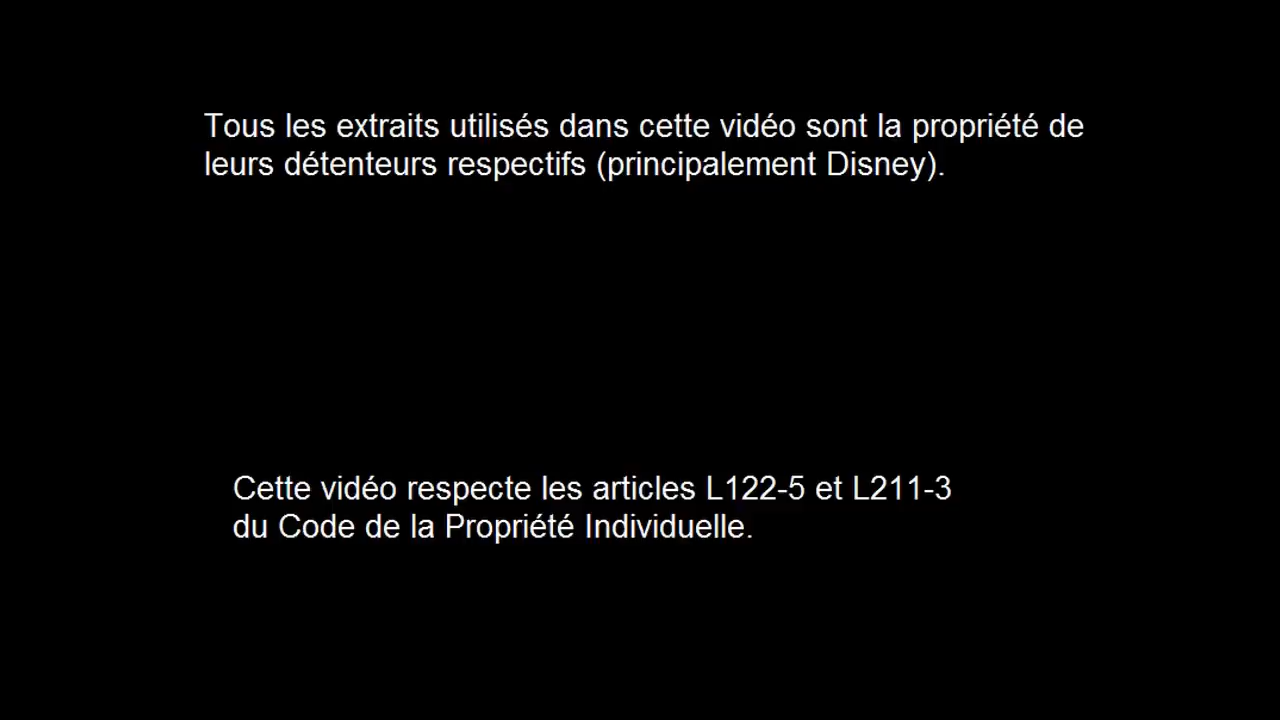 Tous les extraits utilisés dans cette vidéo sont la propriété de
leurs détenteurs respectifs (principalement Disney).
Cette vidéo respecte les articles L122-5 et L211-3
du Code de la Propriété Individuelle.